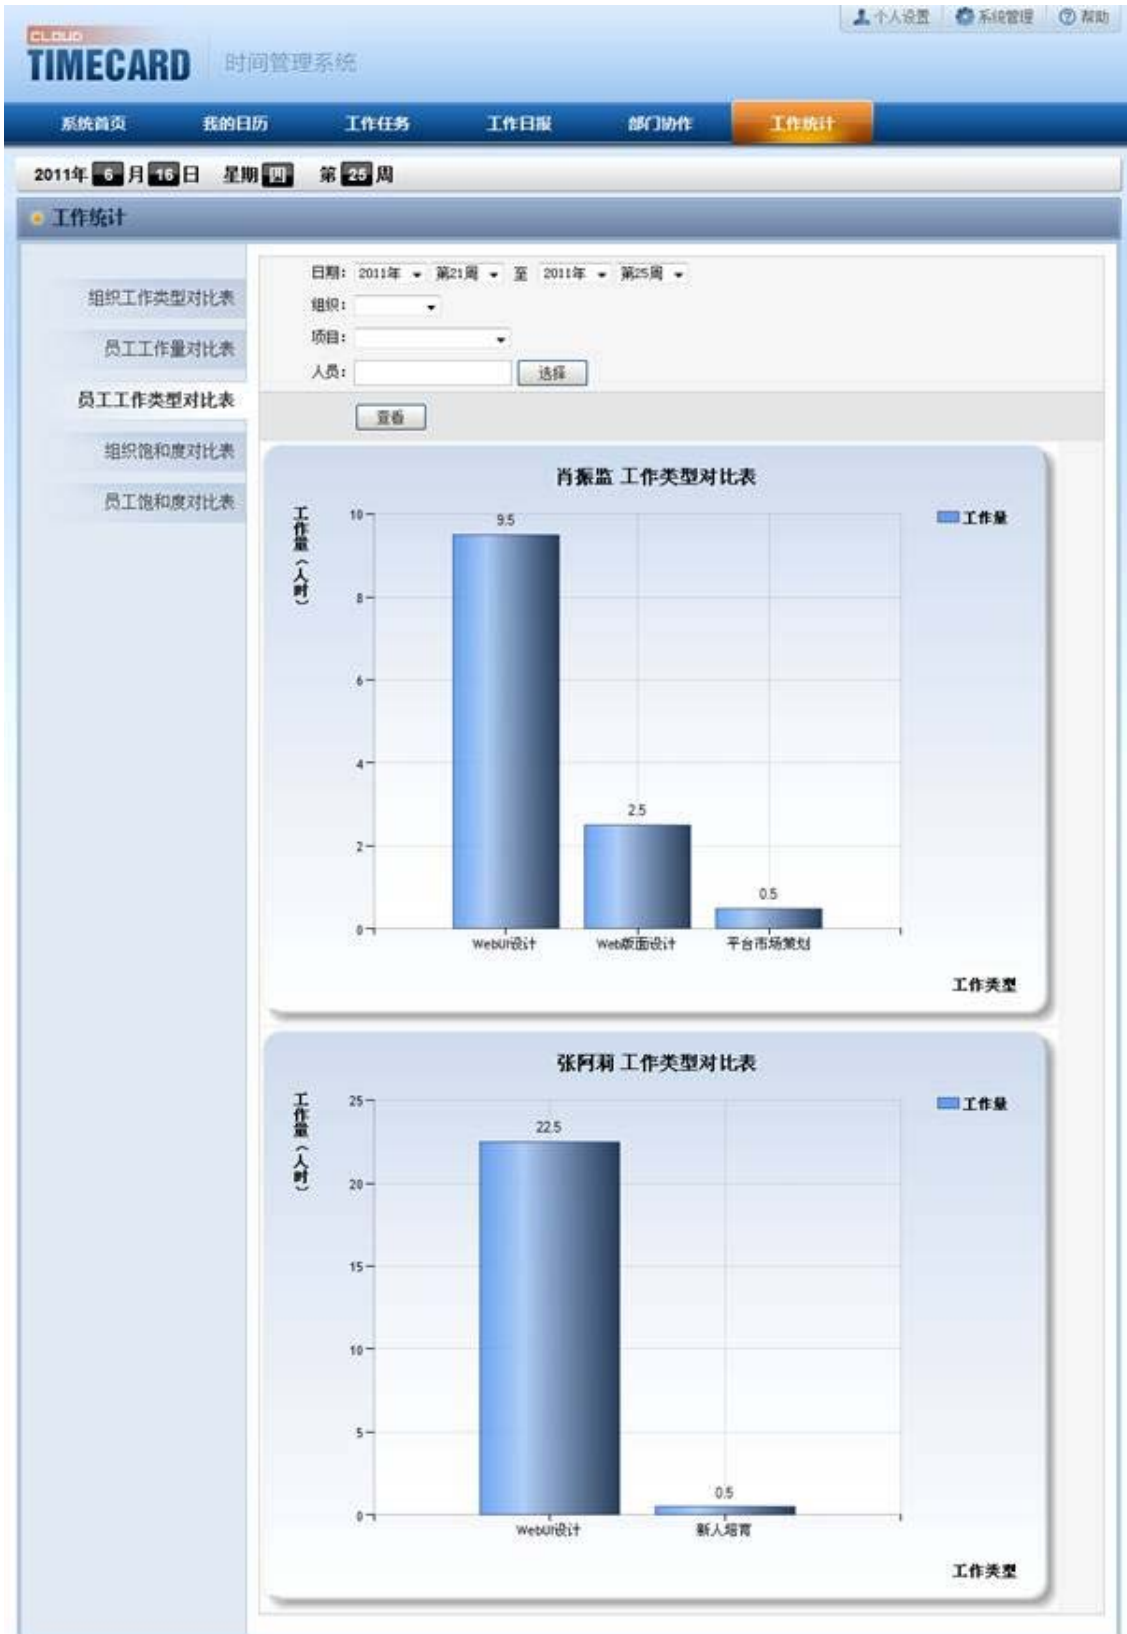 个人设置 系统管理 帮助
CLOUD
TIMECARD 时间管理系统
系统首页 我的日历 工作任务 工作日报 部门协作 工作统计
2011年 6 月 16 日 星期 四 第 25 周
工作统计
组织工作类型对比表
员工工作量对比表
员工工作类型对比表
组织饱和度对比表
员工饱和度对比表
日期: 2011年 第21周 至 2011年 第25周
组织:
项目:
人员: 选择
查看
肖振监 工作类型对比表
工作量（人时）
工作量
10
8
6
4
2
0
9.5
2.5
0.5
WebUI设计 Web版面设计 平台市场策划
工作类型
张阿莉 工作类型对比表
工作量（人时）
工作量
25
20
15
10
5
0
22.5
0.5
WebUI设计 新人培育
工作类型